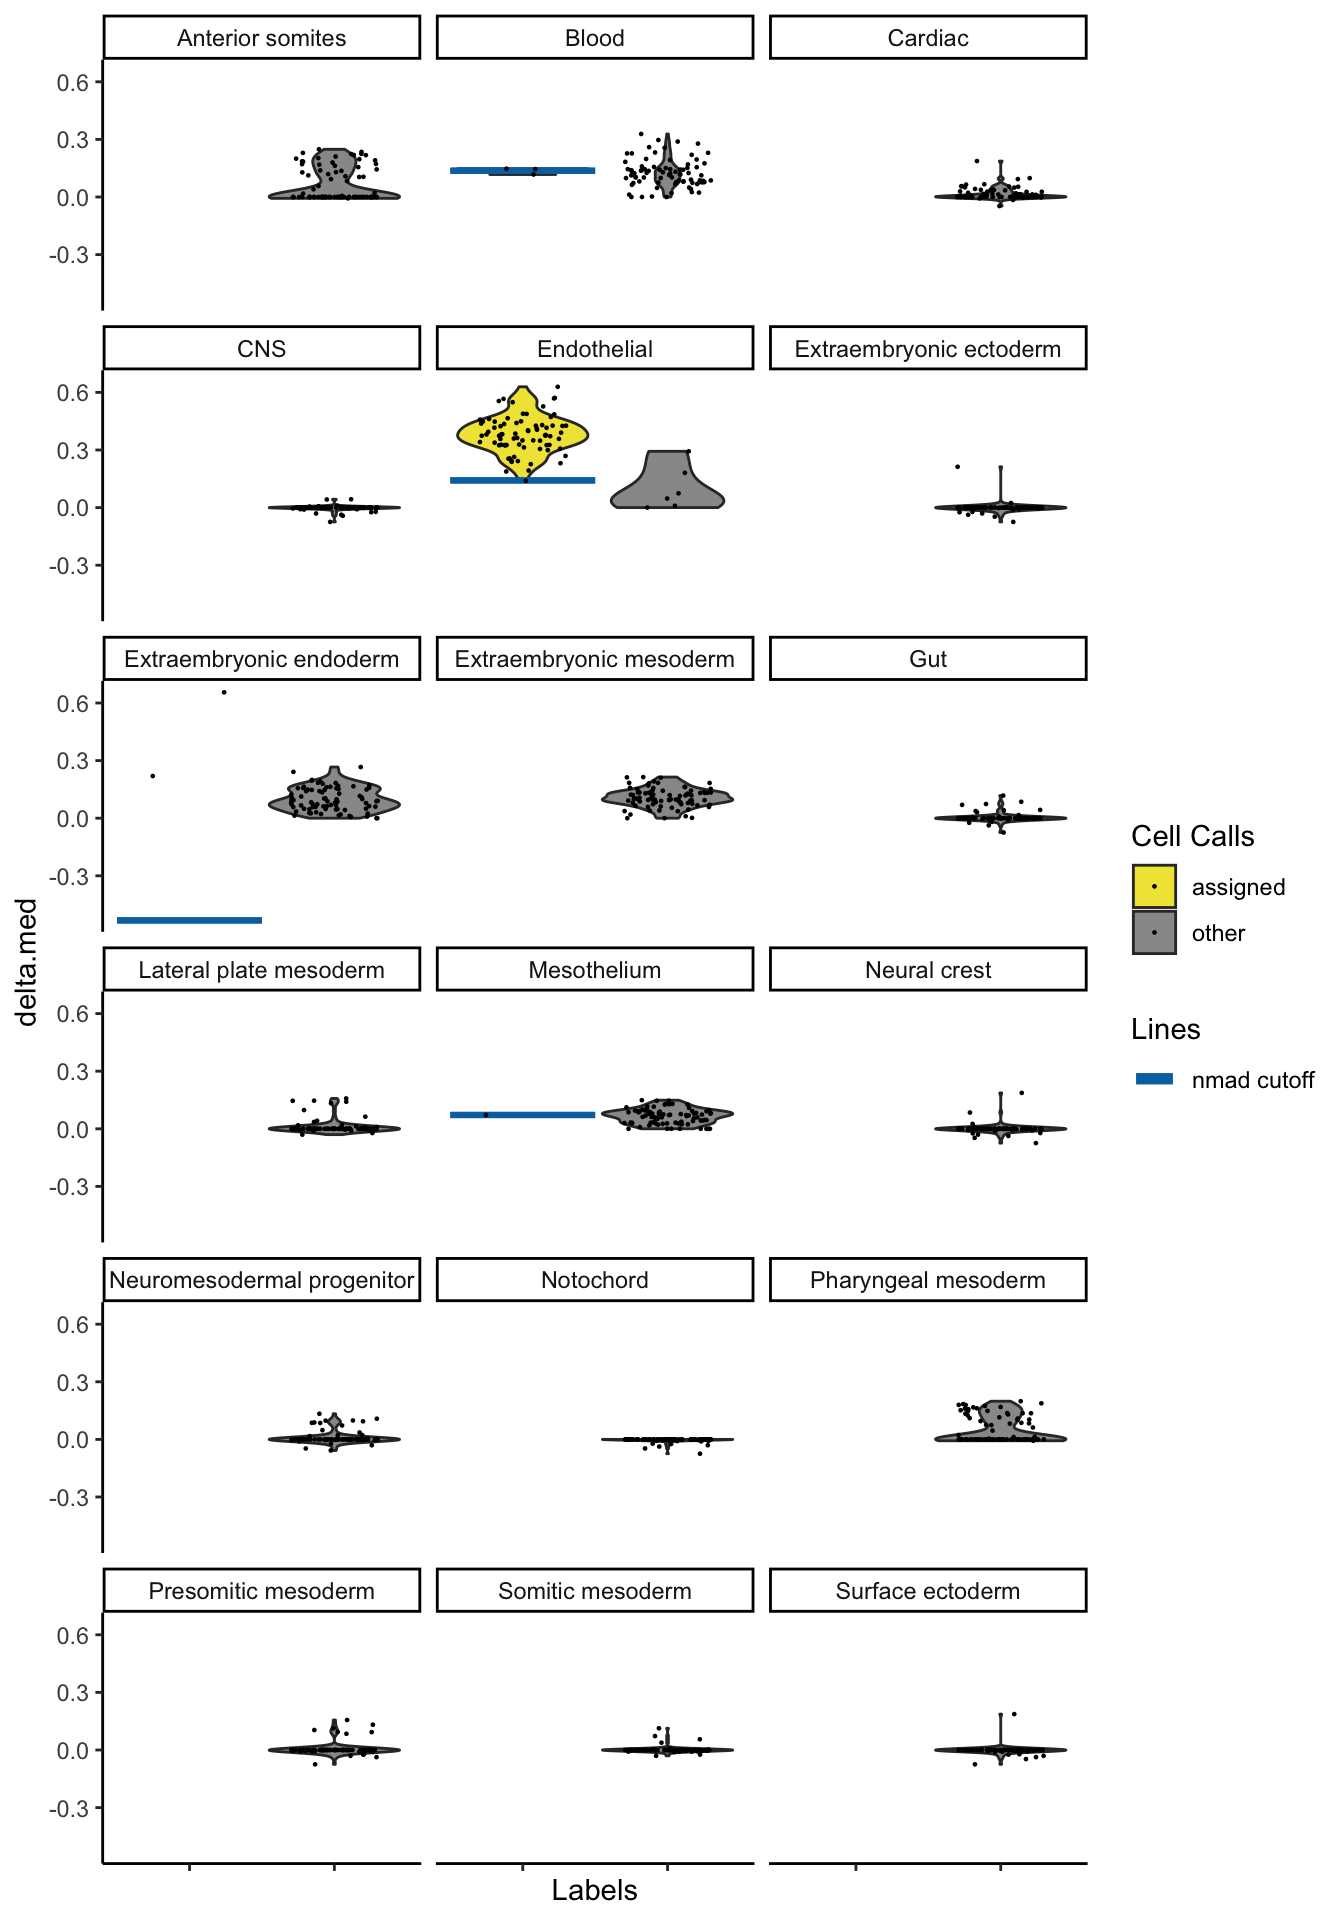 Anterior somites
Blood
Cardiac
0.6
0.3
0.0
-0.3
CNS
Endothelial
Extraembryonic ectoderm
0.6
0.3
0.0
-0.3
Extraembryonic endoderm
Extraembryonic mesoderm
Gut
0.6
0.3
0.0
-0.3
Lateral plate mesoderm
Mesothelium
Neural crest
0.6
0.3
0.0
-0.3
Neuromesodermal progenitor
Notochord
Pharyngeal mesoderm
0.6
0.3
0.0
-0.3
Presomitic mesoderm
Somitic mesoderm
Surface ectoderm
0.6
0.3
0.0
-0.3
delta.med
Labels
Cell Calls
assigned
other
Lines
nmad cutoff